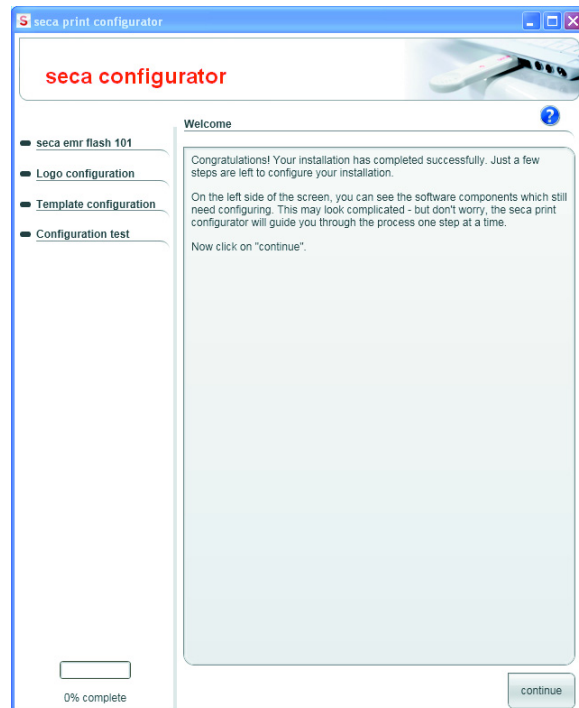 seca print configurator
seca configurator
Welcome
seca emr flash 101
Logo configuration
Template configuration
Configuration test
Congratulations! Your installation has completed successfully. Just a few
steps are left to configure your installation.
On the left side of the screen, you can see the software components which still
need configuring. This may look complicated - but don't worry, the seca print
configurator will guide you through the process one step at a time.
Now click on "continue".
0% complete
continue